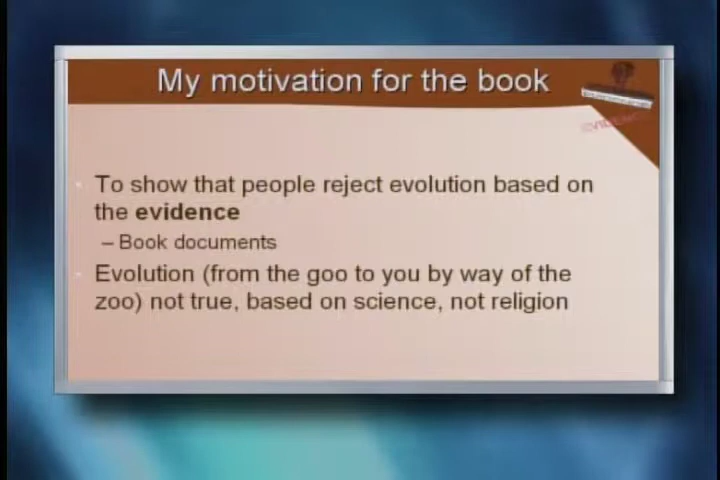 My motivation for the book
To show that people reject evolution based on
the evidence
– Book documents
Evolution (from the goo to you by way of the
zoo) not true, based on science, not religion